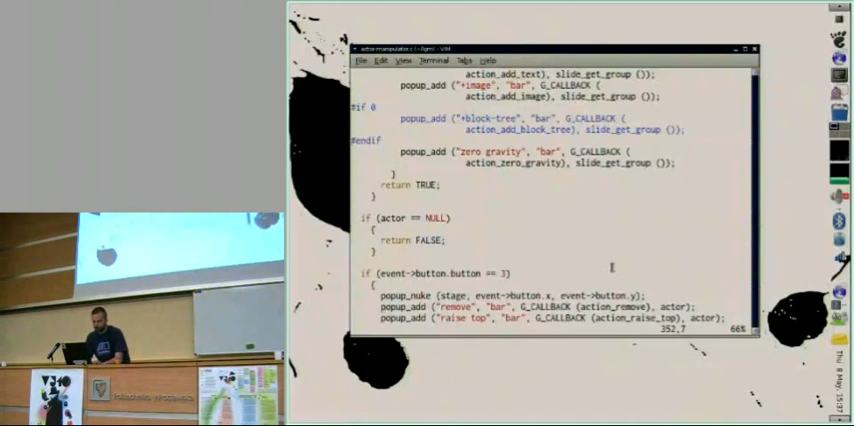 actor-manipulator.c (~/bgm) - VIM
File Edit View Terminal Tabs Help
action_add_text), slide_get_group ());
popup_add ("+image", "bar", G_CALLBACK (
action_add_image), slide_get_group ());
#if 0
popup_add ("+block-tree", "bar", G_CALLBACK (
action_add_block_tree), slide_get_group ());
#endif
popup_add ("zero gravity", "bar", G_CALLBACK (
action_zero_gravity), slide_get_group ());
}
return TRUE;
}
if (actor == NULL)
{
return FALSE;
}
if (event->button.button == 3)
{
popup_nuke (stage, event->button.x, event->button.y);
popup_add ("remove", "bar", G_CALLBACK (action_remove), actor);
popup_add ("raise top", "bar", G_CALLBACK (action_raise_top), actor);
352,7 66%
Thu 8 May, 15:37